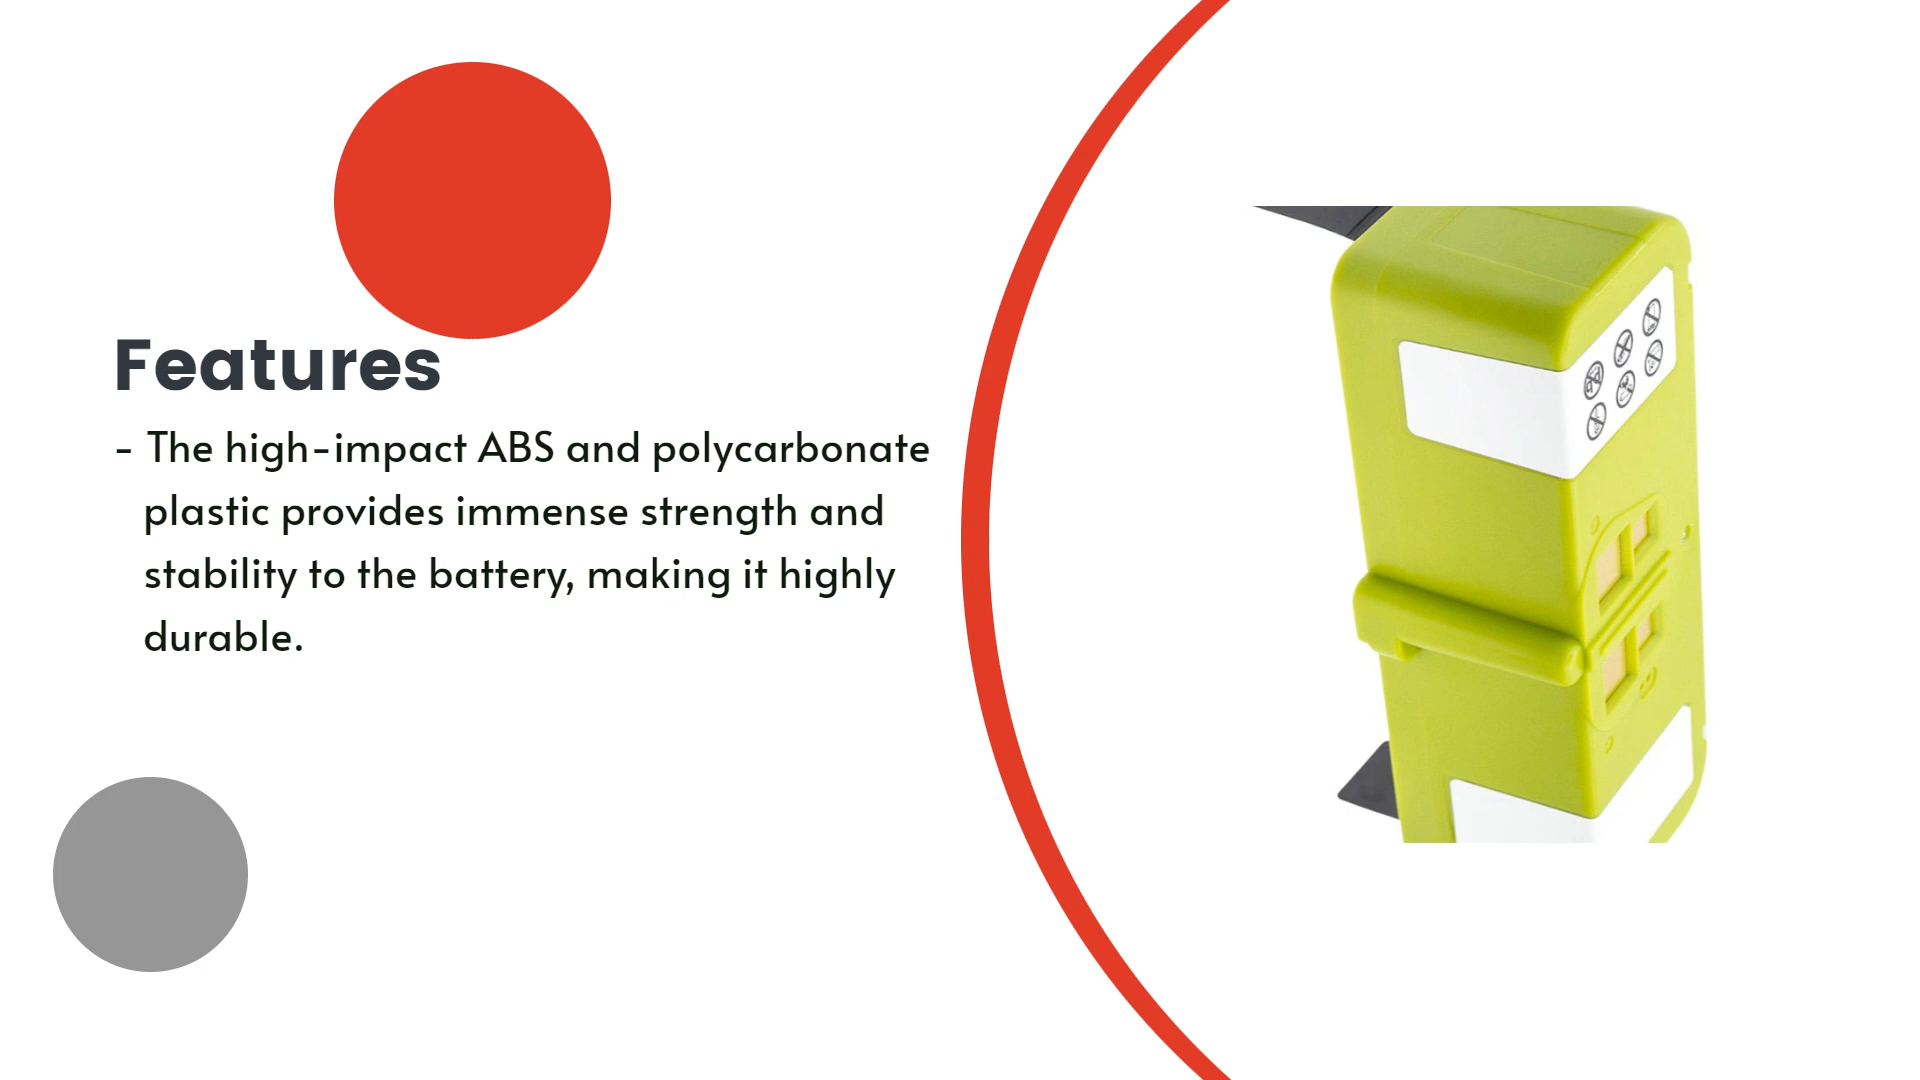 Features
- The high-impact ABS and polycarbonate
plastic provides immense strength and
stability to the battery, making it highly
durable.